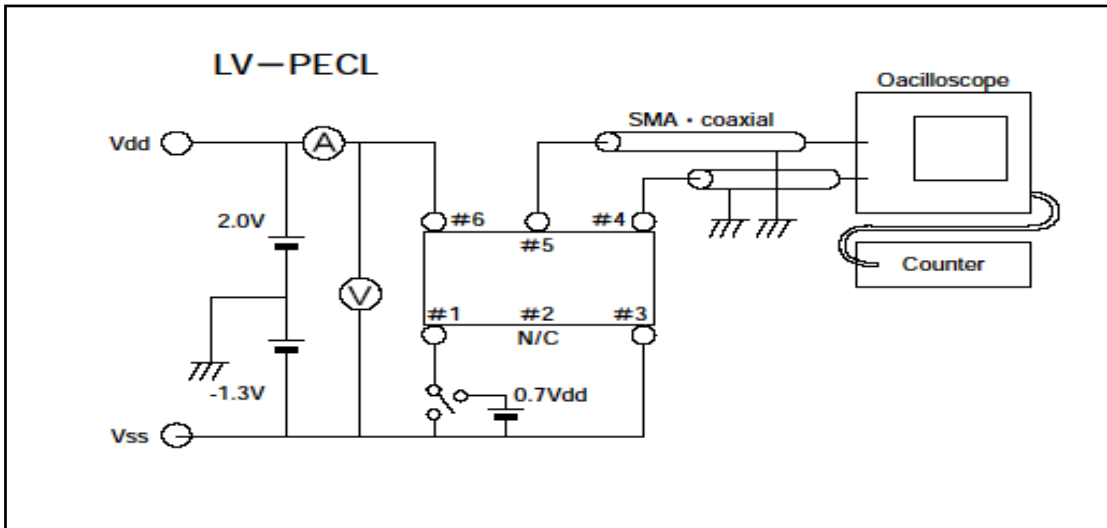 LV－PECL
Oacilloscope
SMA・coaxial
Vdd
A
2.0V
#6
#5
#4
Counter
V
#1
#2
#3
N/C
-1.3V
0.7Vdd
Vss